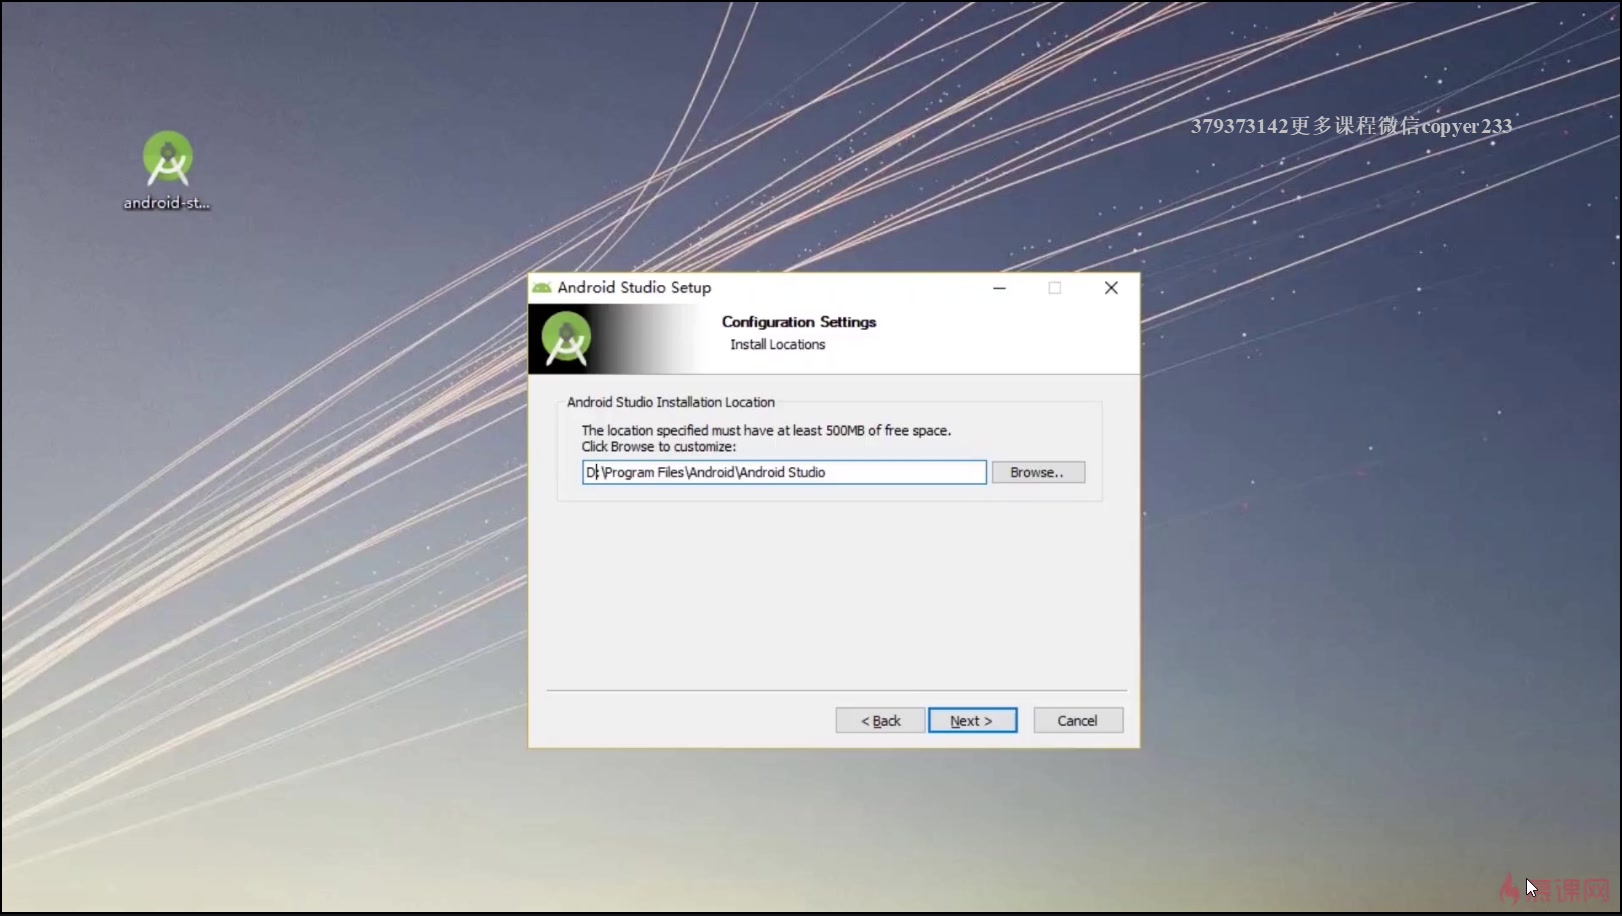 379373142更多课程微信copyer233
android-st...
Android Studio Setup
Configuration Settings
Install Locations
Android Studio Installation Location
The location specified must have at least 500MB of free space.
Click Browse to customize:
D:\Program Files\Android\Android Studio
Browse..
< Back
Next >
Cancel
慕课网